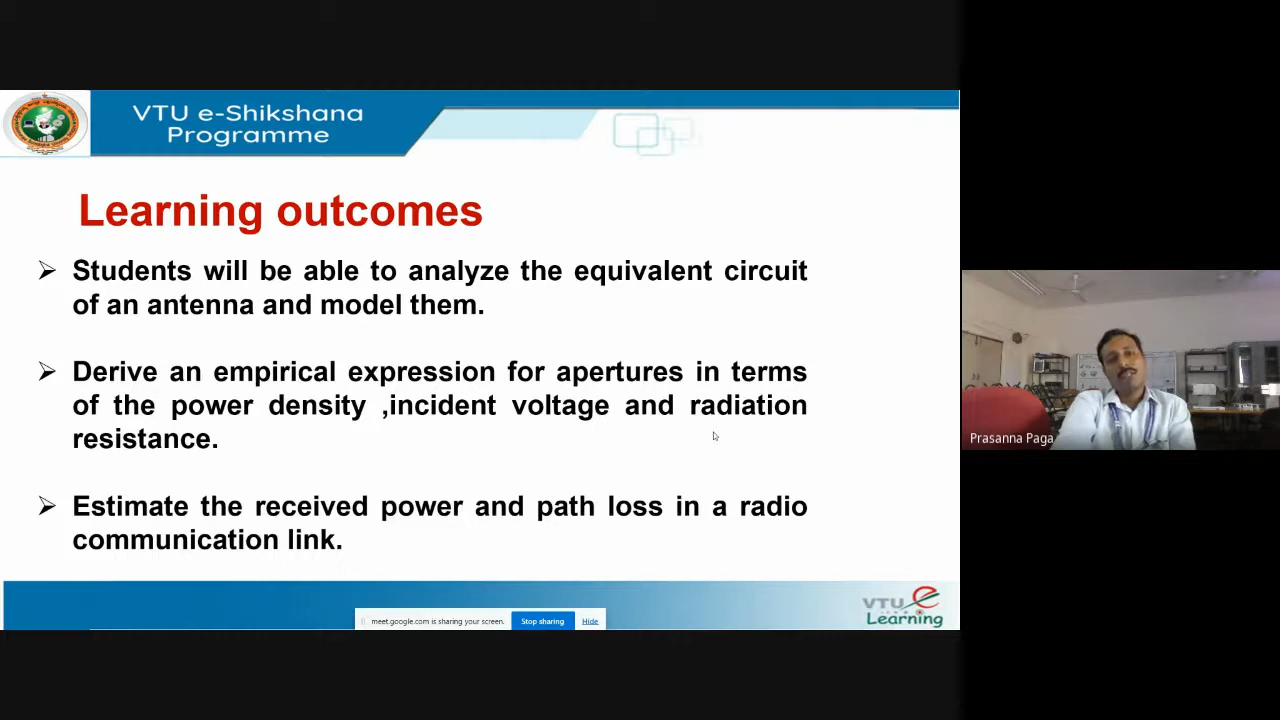 VTU e-Shikshana
Programme
Learning outcomes
Students will be able to analyze the equivalent circuit
of an antenna and model them.
Derive an empirical expression for apertures in terms
of the power density ,incident voltage and radiation
resistance.
Estimate the received power and path loss in a radio
communication link.
Prasanna Paga
meet.google.com is sharing your screen.
Stop sharing
Hide
VTU e
Learning